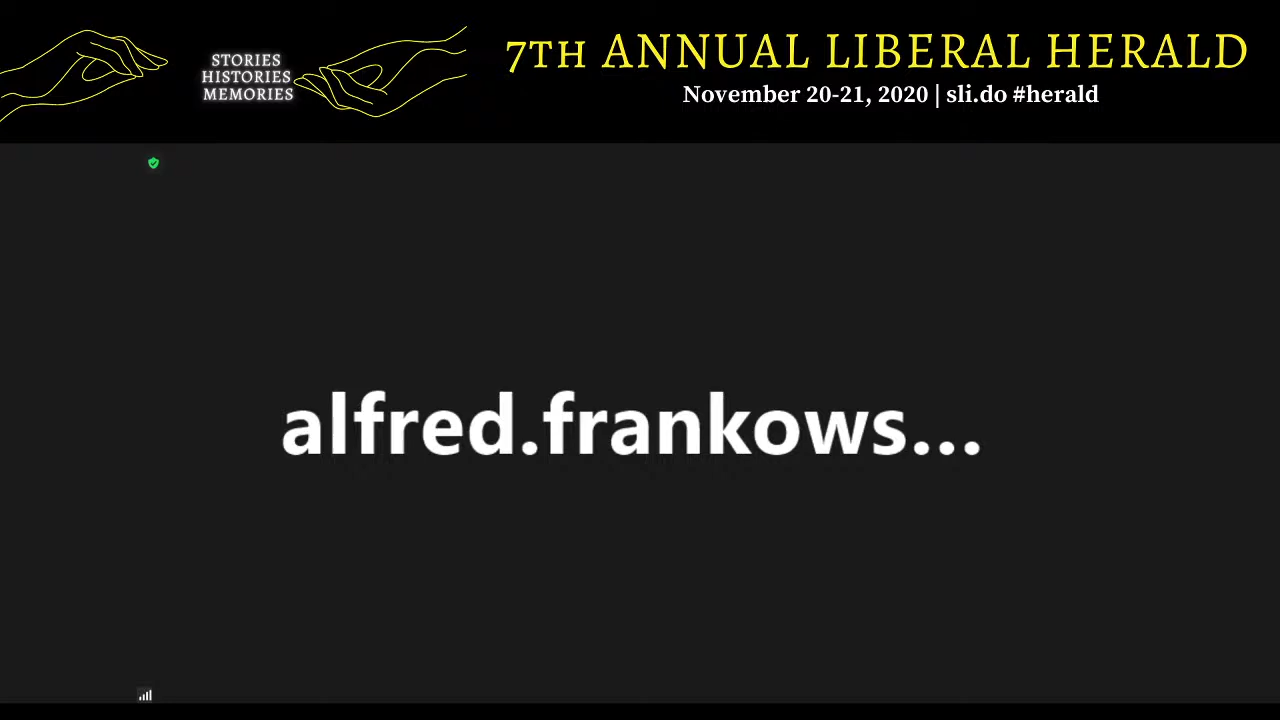 STORIES
HISTORIES
MEMORIES
7TH ANNUAL LIBERAL HERALD
November 20-21, 2020 | sli.do #herald
alfred.frankows...